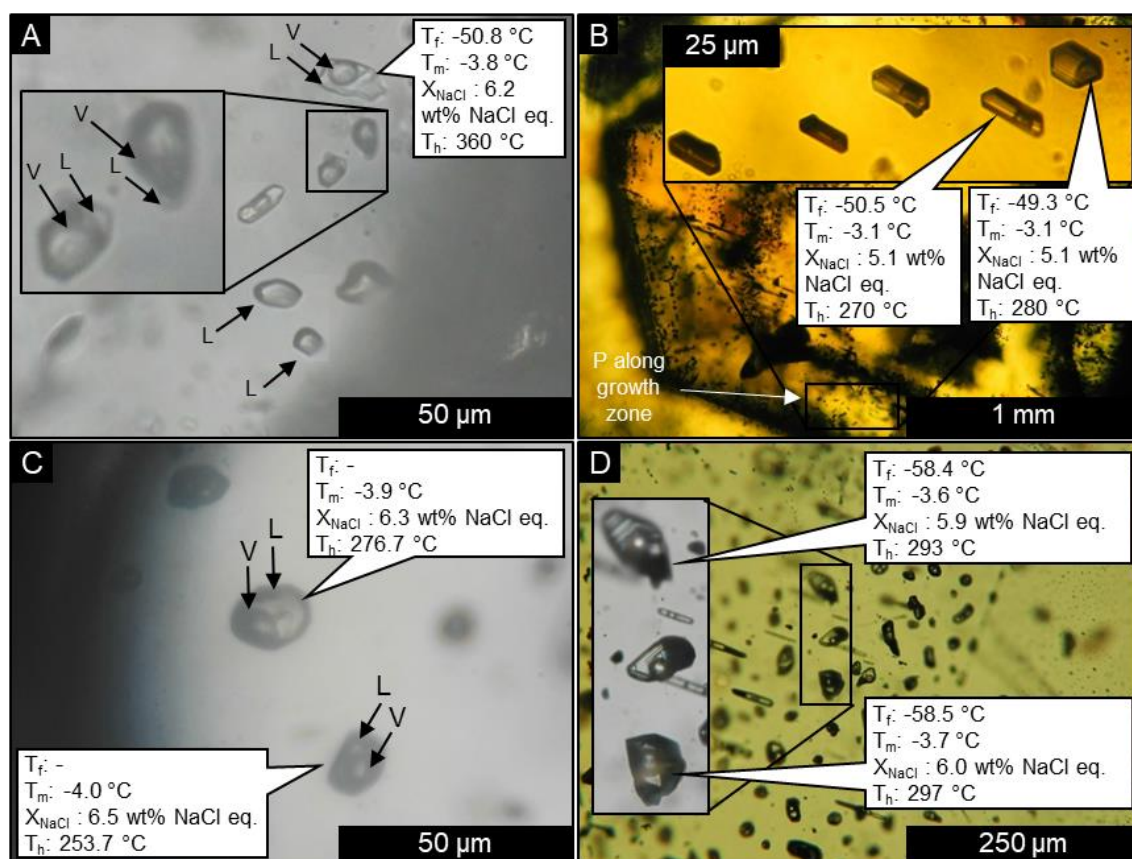 A
V
L
T_f: -50.8 °C
T_m: -3.8 °C
X_NaCl : 6.2
wt% NaCl eq.
T_h: 360 °C
V
L
V
L
L
L
50 µm
B
25 µm
T_f: -50.5 °C
T_m: -3.1 °C
X_NaCl : 5.1 wt%
NaCl eq.
T_h: 270 °C
T_f: -49.3 °C
T_m: -3.1 °C
X_NaCl : 5.1 wt%
NaCl eq.
T_h: 280 °C
P along
growth
zone
1 mm
C
T_f: -
T_m: -3.9 °C
X_NaCl : 6.3 wt% NaCl eq.
T_h: 276.7 °C
L
V
L
V
T_f: -
T_m: -4.0 °C
X_NaCl : 6.5 wt% NaCl eq.
T_h: 253.7 °C
50 µm
D
T_f: -58.4 °C
T_m: -3.6 °C
X_NaCl : 5.9 wt% NaCl eq.
T_h: 293 °C
T_f: -58.5 °C
T_m: -3.7 °C
X_NaCl : 6.0 wt% NaCl eq.
T_h: 297 °C
250 µm